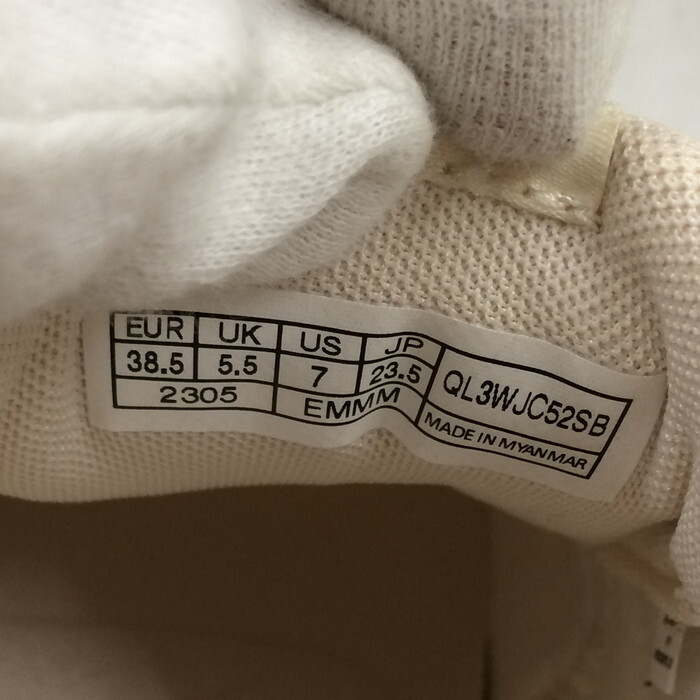 EUR UK US JP
38.5 5.5 7 23.5 QL3WJC52SB
2305 EMMM MADE IN MYANMAR